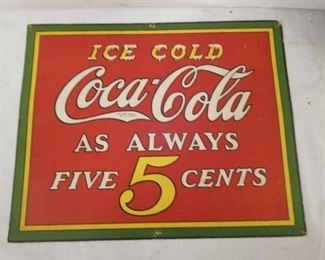 ICE COLD
Coca-Cola
AS ALWAYS
FIVE 5 CENTS